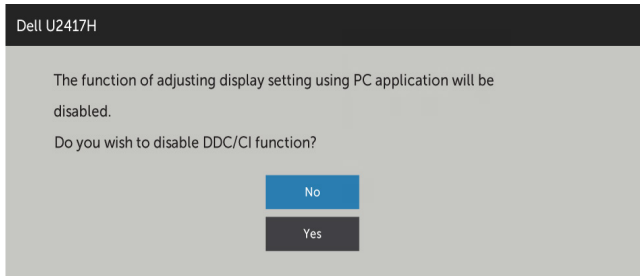 Dell U2417H
The function of adjusting display setting using PC application will be
disabled.
Do you wish to disable DDC/CI function?
No
Yes